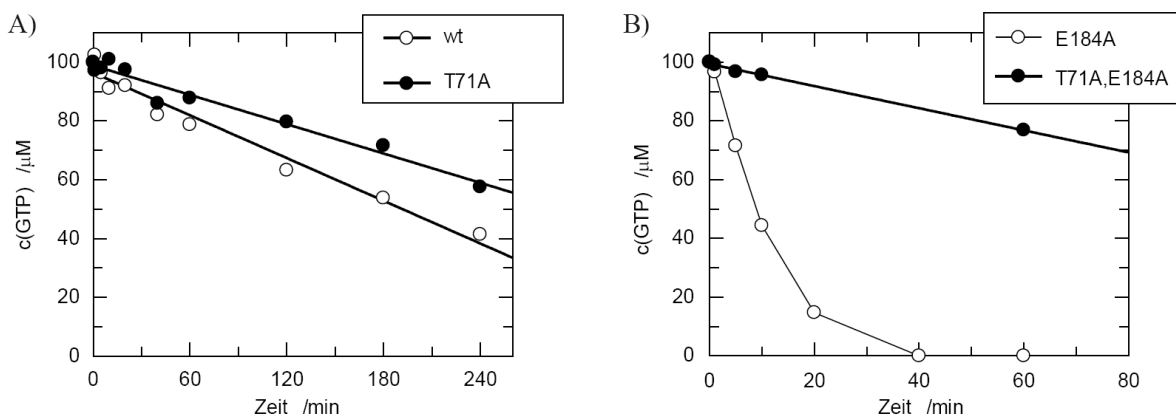 A)
wt
T71A
100
80
60
40
20
0
c(GTP) /µM
0 60 120 180 240
Zeit /min
B)
E184A
T71A,E184A
100
80
60
40
20
0
c(GTP) /µM
0 20 40 60 80
Zeit /min